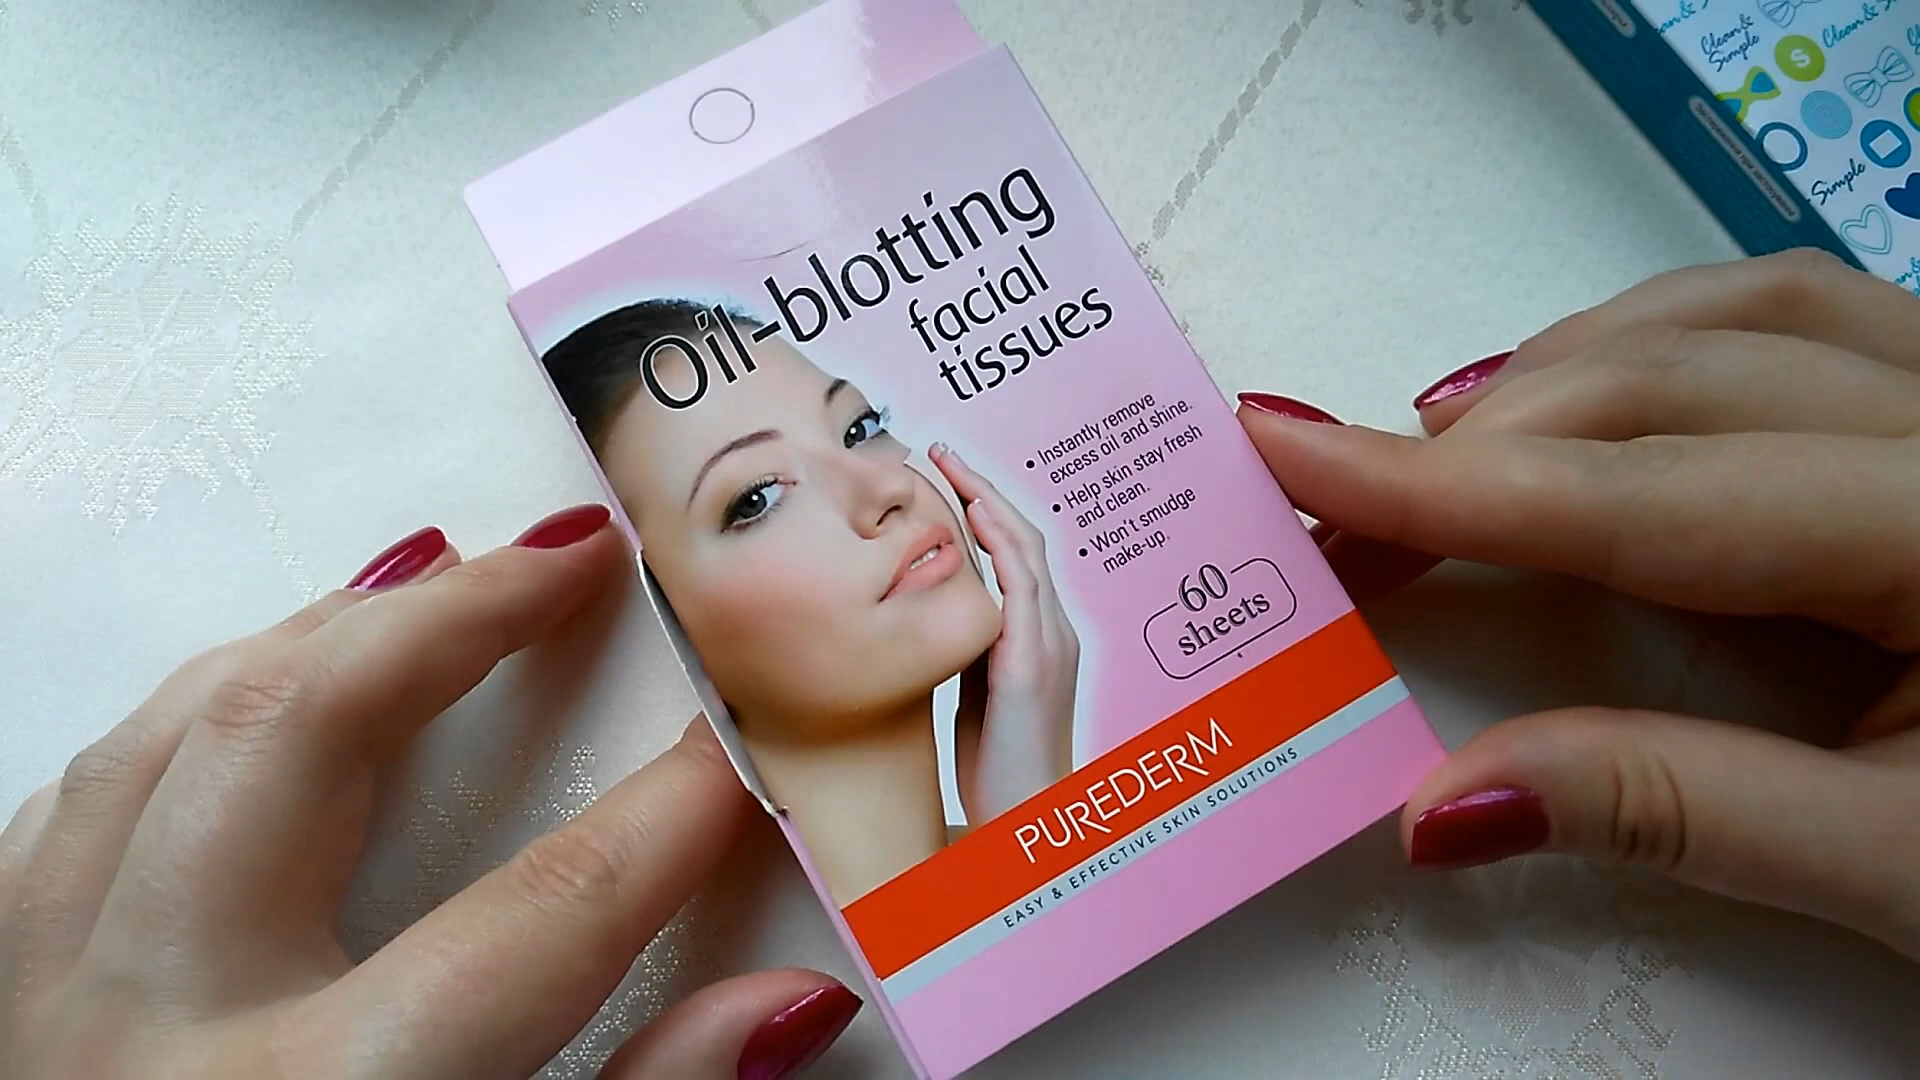 Oil-blotting
facial
tissues
• Instantly remove
excess oil and shine.
• Help skin stay fresh
and clean.
• Won't smudge
make-up.
60
sheets
PUREDERM
EASY & EFFECTIVE SKIN SOLUTIONS
Clean &
Simple
Clean &
Simple